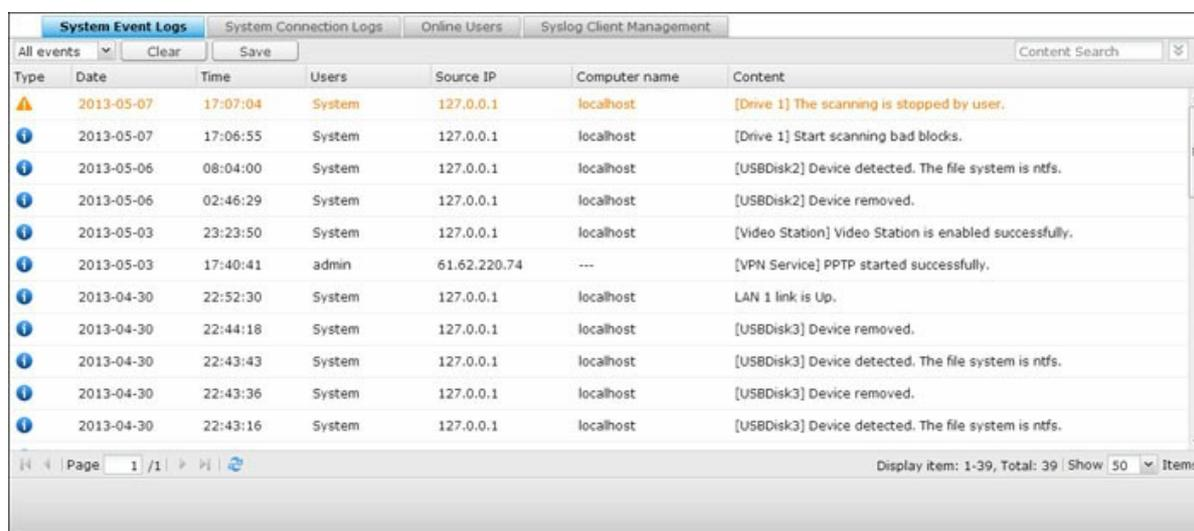 System Event Logs System Connection Logs Online Users Syslog Client Management
All events Clear Save Content Search
Type Date Time Users Source IP Computer name Content
2013-05-07 17:07:04 System 127.0.0.1 localhost [Drive 1] The scanning is stopped by user.
2013-05-07 17:06:55 System 127.0.0.1 localhost [Drive 1] Start scanning bad blocks.
2013-05-06 08:04:00 System 127.0.0.1 localhost [USBDisk2] Device detected. The file system is ntfs.
2013-05-06 02:46:29 System 127.0.0.1 localhost [USBDisk2] Device removed.
2013-05-03 23:23:50 System 127.0.0.1 localhost [Video Station] Video Station is enabled successfully.
2013-05-03 17:40:41 admin 61.62.220.74 --- [VPN Service] PPTP started successfully.
2013-04-30 22:52:30 System 127.0.0.1 localhost LAN 1 link is Up.
2013-04-30 22:44:18 System 127.0.0.1 localhost [USBDisk3] Device removed.
2013-04-30 22:43:43 System 127.0.0.1 localhost [USBDisk3] Device detected. The file system is ntfs.
2013-04-30 22:43:36 System 127.0.0.1 localhost [USBDisk3] Device removed.
2013-04-30 22:43:16 System 127.0.0.1 localhost [USBDisk3] Device detected. The file system is ntfs.
Page 1 /1 Display item: 1-39, Total: 39 Show 50 Items